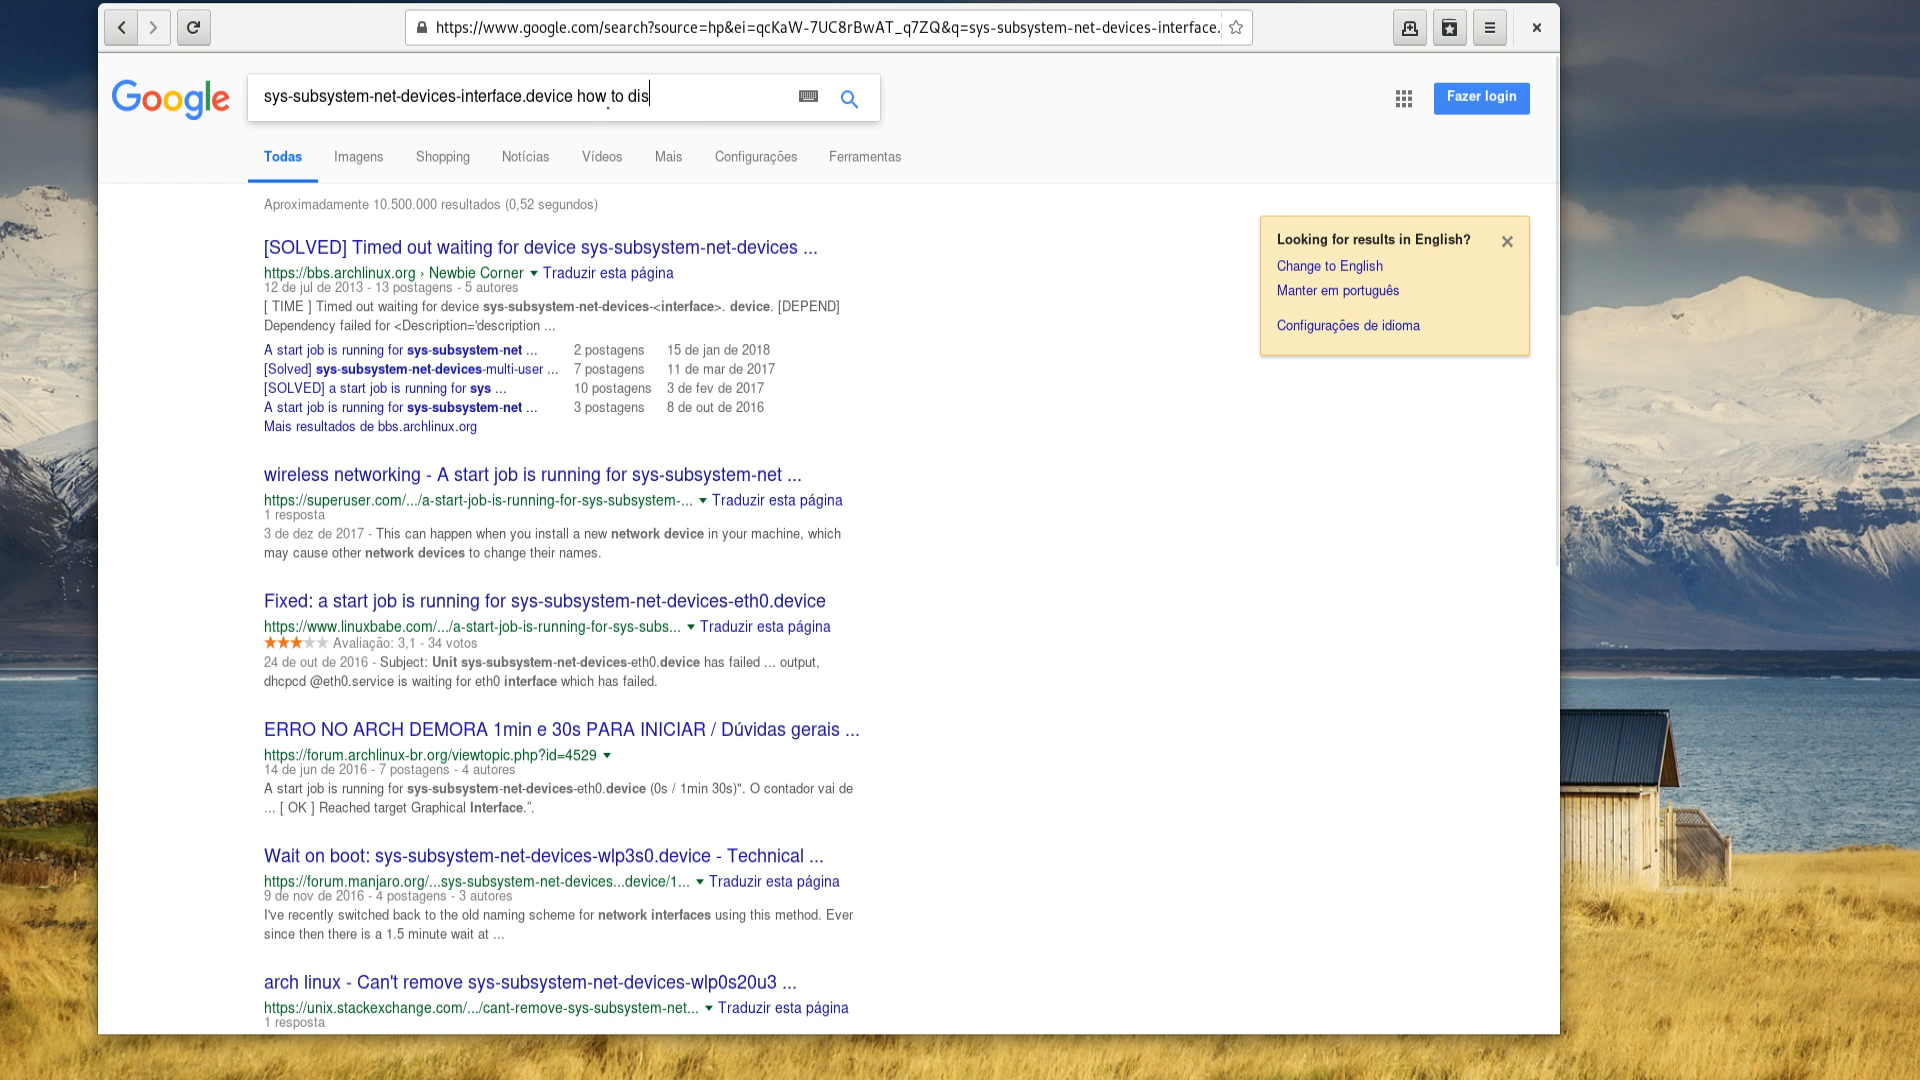 https://www.google.com/search?source=hp&ei=qcKaW-7UC8rBwAT_q7ZQ&q=sys-subsystem-net-devices-interface.
Google
sys-subsystem-net-devices-interface.device how to dis
Fazer login
Todas Imagens Shopping Notícias Vídeos Mais Configurações Ferramentas
Aproximadamente 10.500.000 resultados (0,52 segundos)
Looking for results in English?
Change to English
Manter em português
Configurações de idioma
[SOLVED] Timed out waiting for device sys-subsystem-net-devices ...
https://bbs.archlinux.org › Newbie Corner ▼ Traduzir esta página
12 de jul de 2013 - 13 postagens - 5 autores
[ TIME ] Timed out waiting for device sys-subsystem-net-devices-<interface>. device. [DEPEND]
Dependency failed for <Description='description ...
A start job is running for sys-subsystem-net ... 2 postagens 15 de jan de 2018
[Solved] sys-subsystem-net-devices-multi-user ... 7 postagens 11 de mar de 2017
[SOLVED] a start job is running for sys ... 10 postagens 3 de fev de 2017
A start job is running for sys-subsystem-net ... 3 postagens 8 de out de 2016
Mais resultados de bbs.archlinux.org
wireless networking - A start job is running for sys-subsystem-net ...
https://superuser.com/.../a-start-job-is-running-for-sys-subsystem-... ▼ Traduzir esta página
1 resposta
3 de dez de 2017 - This can happen when you install a new network device in your machine, which
may cause other network devices to change their names.
Fixed: a start job is running for sys-subsystem-net-devices-eth0.device
https://www.linuxbabe.com/.../a-start-job-is-running-for-sys-subs... ▼ Traduzir esta página
Avaliação: 3,1 - 34 votos
24 de out de 2016 - Subject: Unit sys-subsystem-net-devices-eth0.device has failed ... output,
dhcpcd @eth0.service is waiting for eth0 interface which has failed.
ERRO NO ARCH DEMORA 1min e 30s PARA INICIAR / Dúvidas gerais ...
https://forum.archlinux-br.org/viewtopic.php?id=4529 ▼
14 de jun de 2016 - 7 postagens - 4 autores
A start job is running for sys-subsystem-net-devices-eth0.device (0s / 1min 30s)". O contador vai de
... [ OK ] Reached target Graphical Interface.".
Wait on boot: sys-subsystem-net-devices-wlp3s0.device - Technical ...
https://forum.manjaro.org/...sys-subsystem-net-devices...device/1... ▼ Traduzir esta página
9 de nov de 2016 - 4 postagens - 3 autores
I've recently switched back to the old naming scheme for network interfaces using this method. Ever
since then there is a 1.5 minute wait at ...
arch linux - Can't remove sys-subsystem-net-devices-wlp0s20u3 ...
https://unix.stackexchange.com/.../cant-remove-sys-subsystem-net... ▼ Traduzir esta página
1 resposta